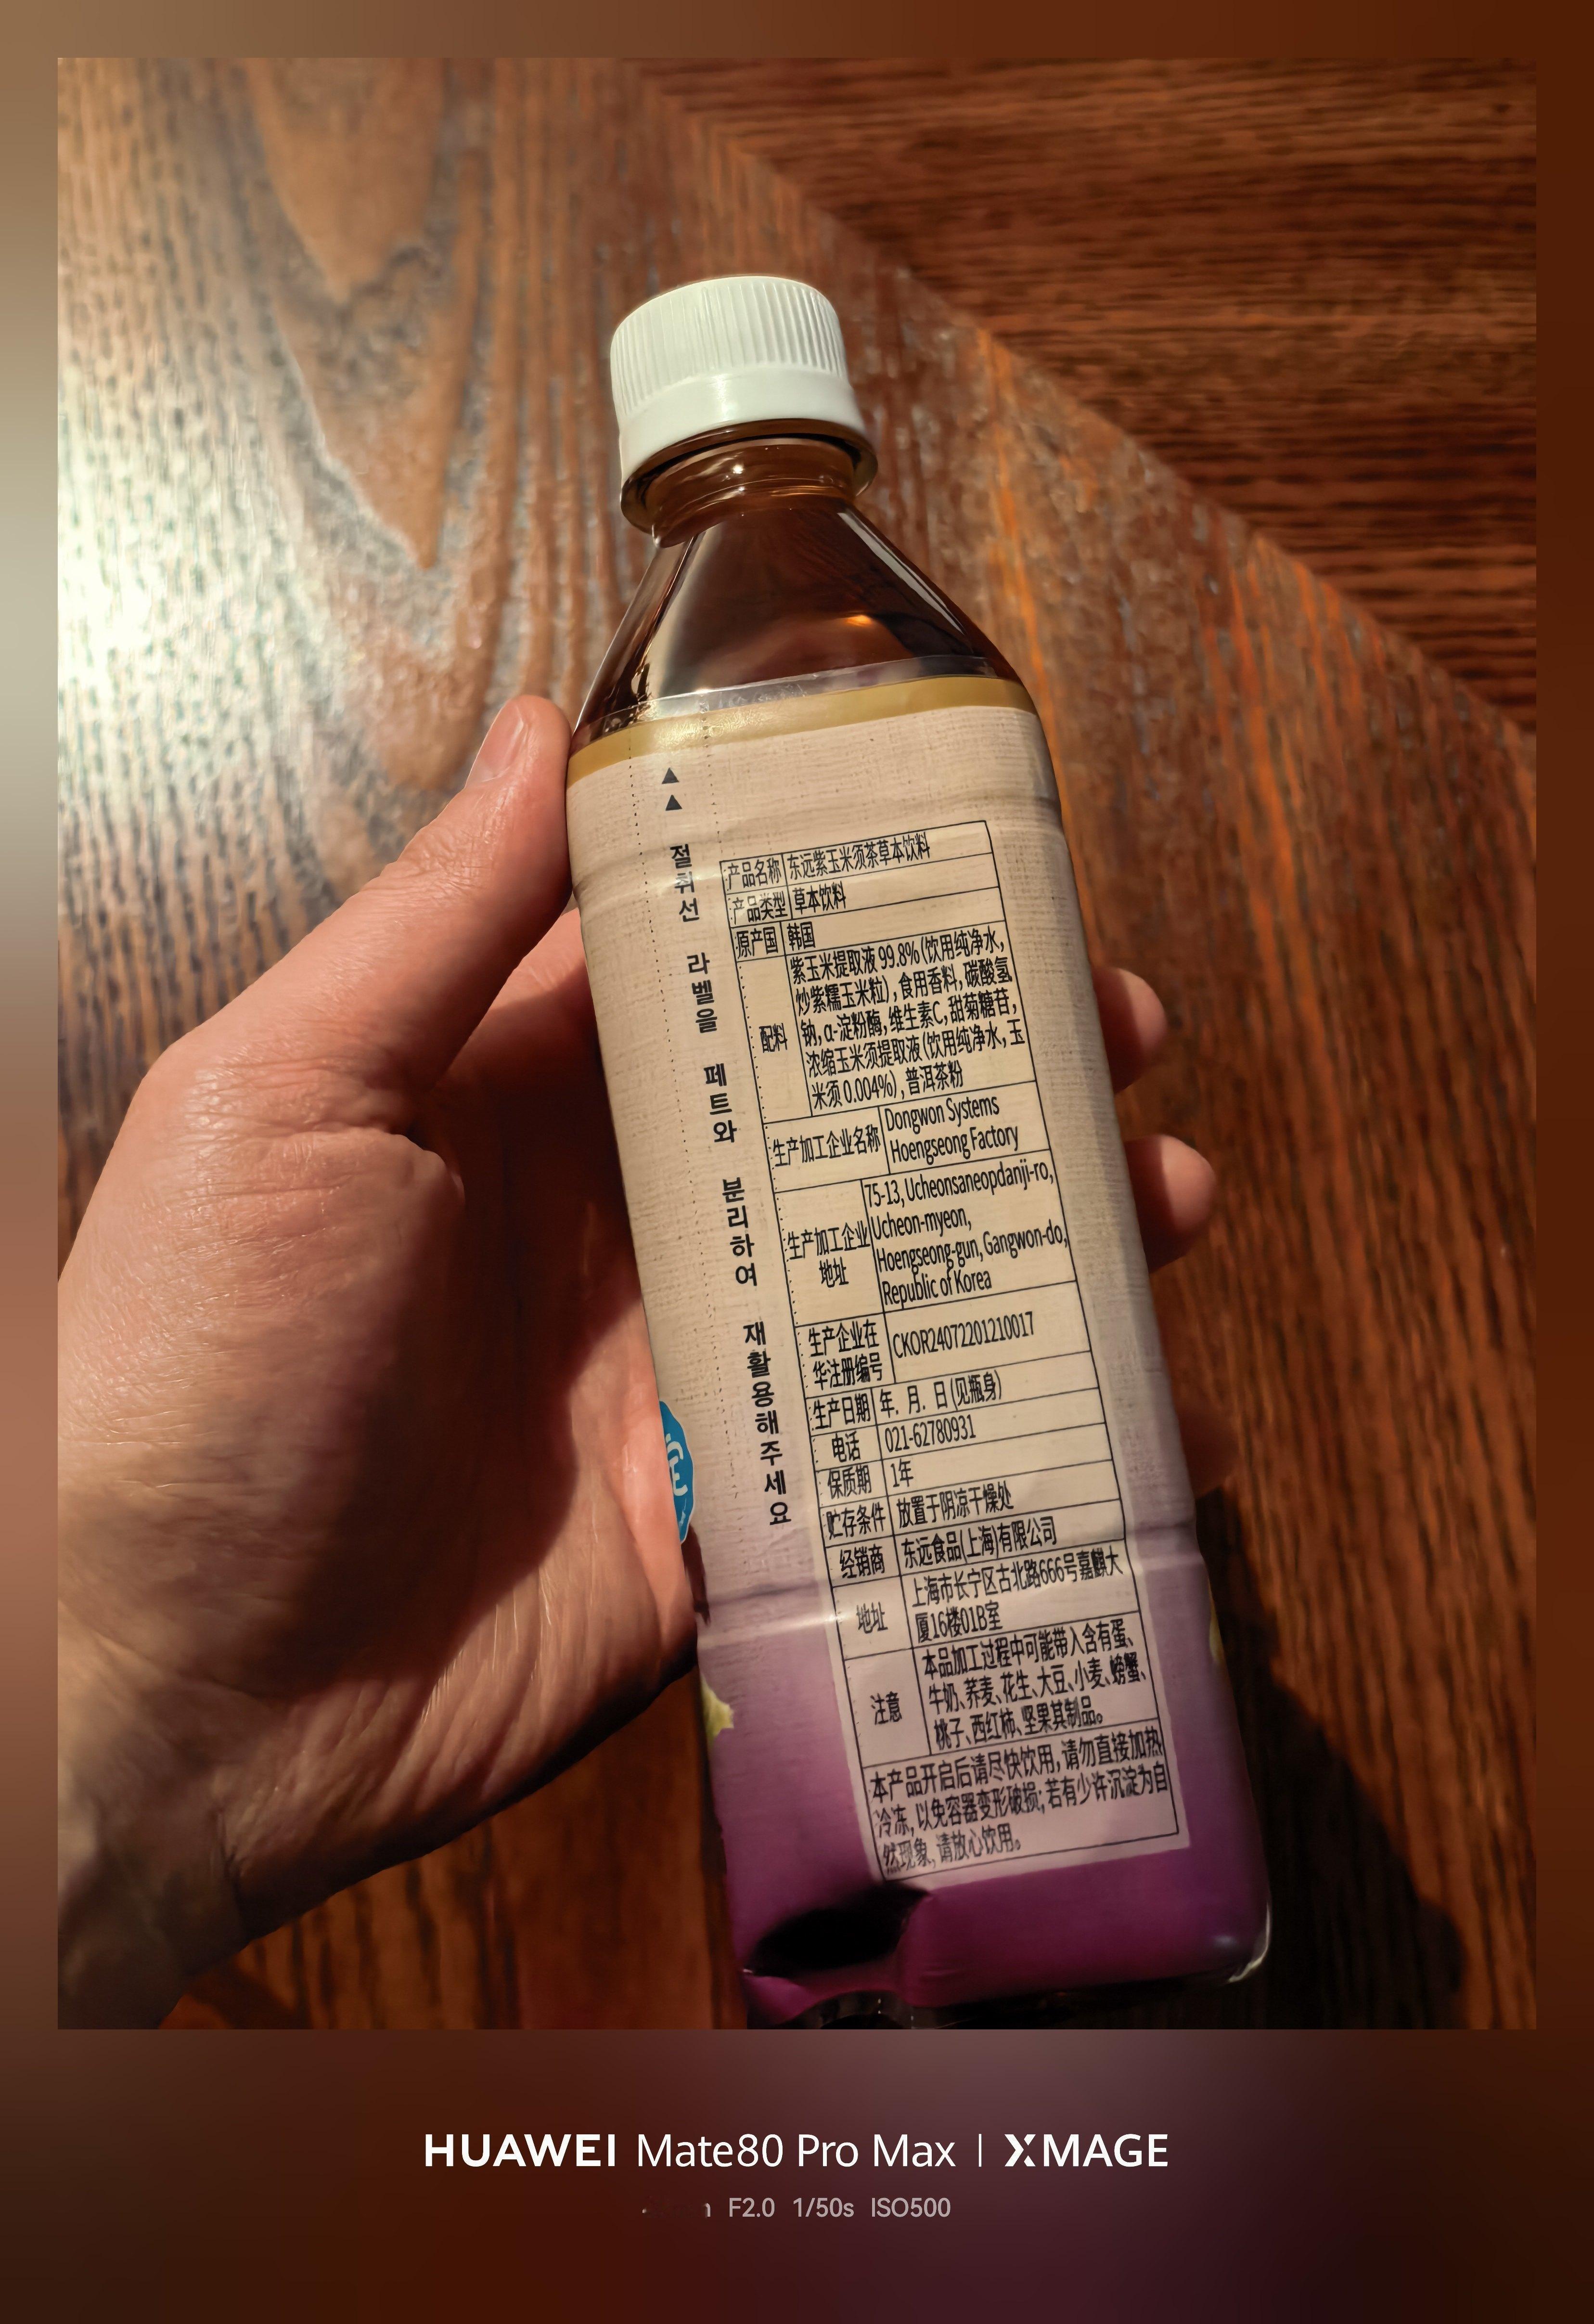 ▲
▲
절취선 라벨을 페트와 분리하여 재활용해주세요
产品名称 东远紫玉米须茶草本饮料
产品类型 草本饮料
原产国 韩国
配料
紫玉米提取液99.8%(饮用纯净水,
炒紫糯玉米粒),食用香料,碳酸氢
钠,α-淀粉酶,维生素C,甜菊糖苷,
浓缩玉米须提取液(饮用纯净水,玉
米须0.004%),普洱茶粉
生产加工企业名称
Dongwon Systems
Hoengseong Factory
生产加工企业
地址
75-13, Ucheonsaneopdanji-ro,
Ucheon-myeon,
Hoengseong-gun, Gangwon-do,
Republic of Korea
生产企业在
华注册编号
CKOR24072201210017
生产日期 年. 月. 日(见瓶身)
电话 021-62780931
保质期 1年
贮存条件 放置于阴凉干燥处
经销商 东远食品(上海)有限公司
地址
上海市长宁区古北路666号嘉麒大
厦16楼01B室
注意
本品加工过程中可能带入含有蛋、
牛奶、荞麦、花生、大豆、小麦、螃蟹、
桃子、西红柿、坚果其制品。
本产品开启后请尽快饮用,请勿直接加热
冷冻,以免容器变形破损;若有少许沉淀为自
然现象,请放心饮用。
HUAWEI Mate80 Pro Max | XMAGE
F2.0 1/50s ISO500